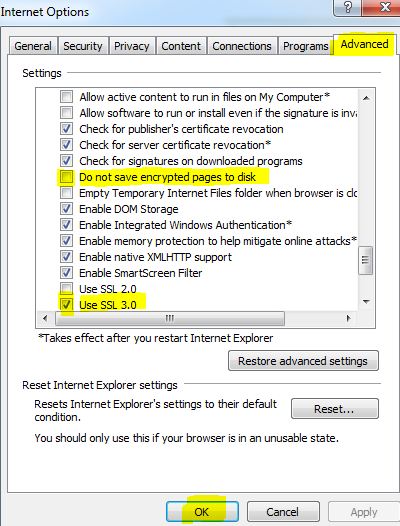 Internet Options
General Security Privacy Content Connections Programs Advanced
Settings
Allow active content to run in files on My Computer*
Allow software to run or install even if the signature is inva
Check for publisher's certificate revocation
Check for server certificate revocation*
Check for signatures on downloaded programs
Do not save encrypted pages to disk
Empty Temporary Internet Files folder when browser is clo
Enable DOM Storage
Enable Integrated Windows Authentication*
Enable memory protection to help mitigate online attacks*
Enable native XMLHTTP support
Enable SmartScreen Filter
Use SSL 2.0
Use SSL 3.0
*Takes effect after you restart Internet Explorer
Restore advanced settings
Reset Internet Explorer settings
Resets Internet Explorer's settings to their default
condition.
Reset...
You should only use this if your browser is in an unusable state.
OK Cancel Apply